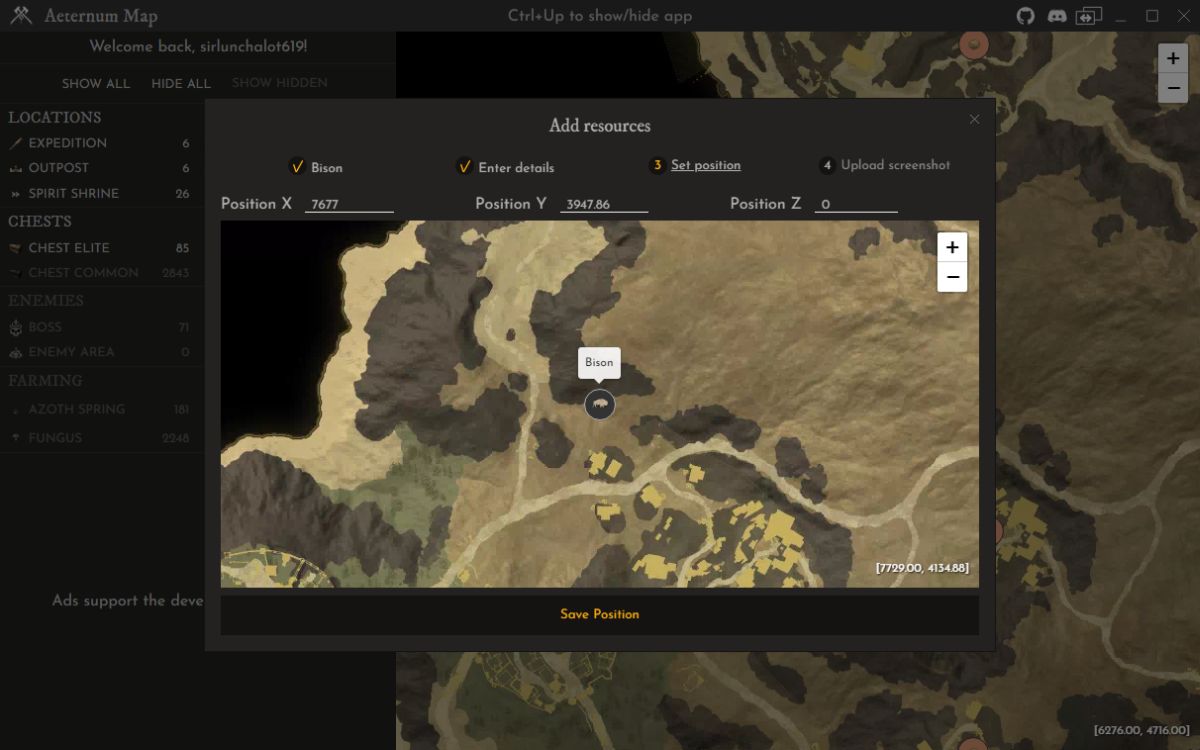 Aeternum Map
Ctrl+Up to show/hide app
Welcome back, sirlunchalot619!
SHOW ALL HIDE ALL SHOW HIDDEN
LOCATIONS
EXPEDITION 6
OUTPOST 6
SPIRIT SHRINE 26
CHESTS
CHEST ELITE 85
CHEST COMMON 2843
ENEMIES
BOSS 71
ENEMY AREA 0
FARMING
AZOTH SPRING 181
FUNGUS 2248
Ads support the deve
Add resources
Bison
Enter details
3 Set position
4 Upload screenshot
Position X 7677
Position Y 3947.86
Position Z 0
+
−
Bison
[7729.00, 4134.88]
Save Position
+
−
[6276.00, 4716.00]